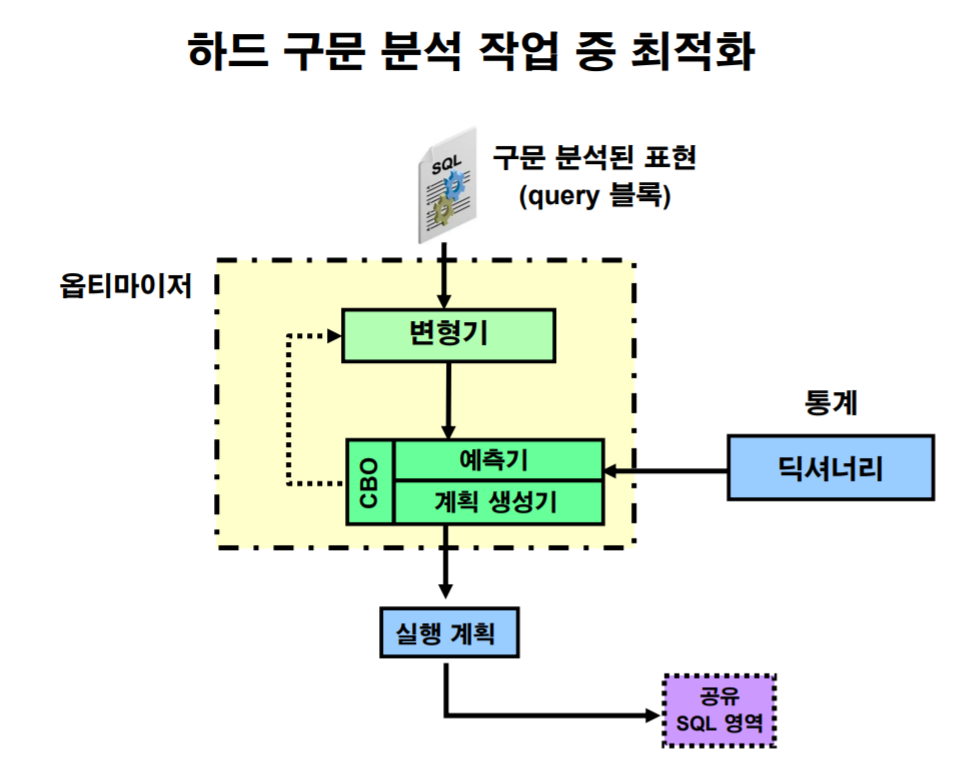 하드 구문 분석 작업 중 최적화
SQL
구문 분석된 표현
(query 블록)
옵티마이저
변형기
통계
CBO
예측기
딕셔너리
계획 생성기
실행 계획
공유
SQL 영역